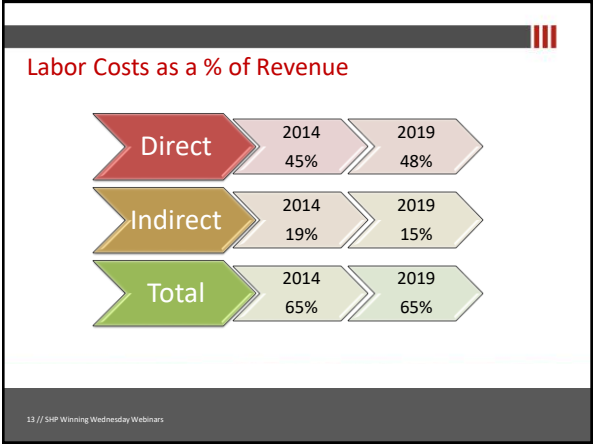 Labor Costs as a % of Revenue
Direct
2014
45%
2019
48%
Indirect
2014
19%
2019
15%
Total
2014
65%
2019
65%
13 // SHP Winning Wednesday Webinars